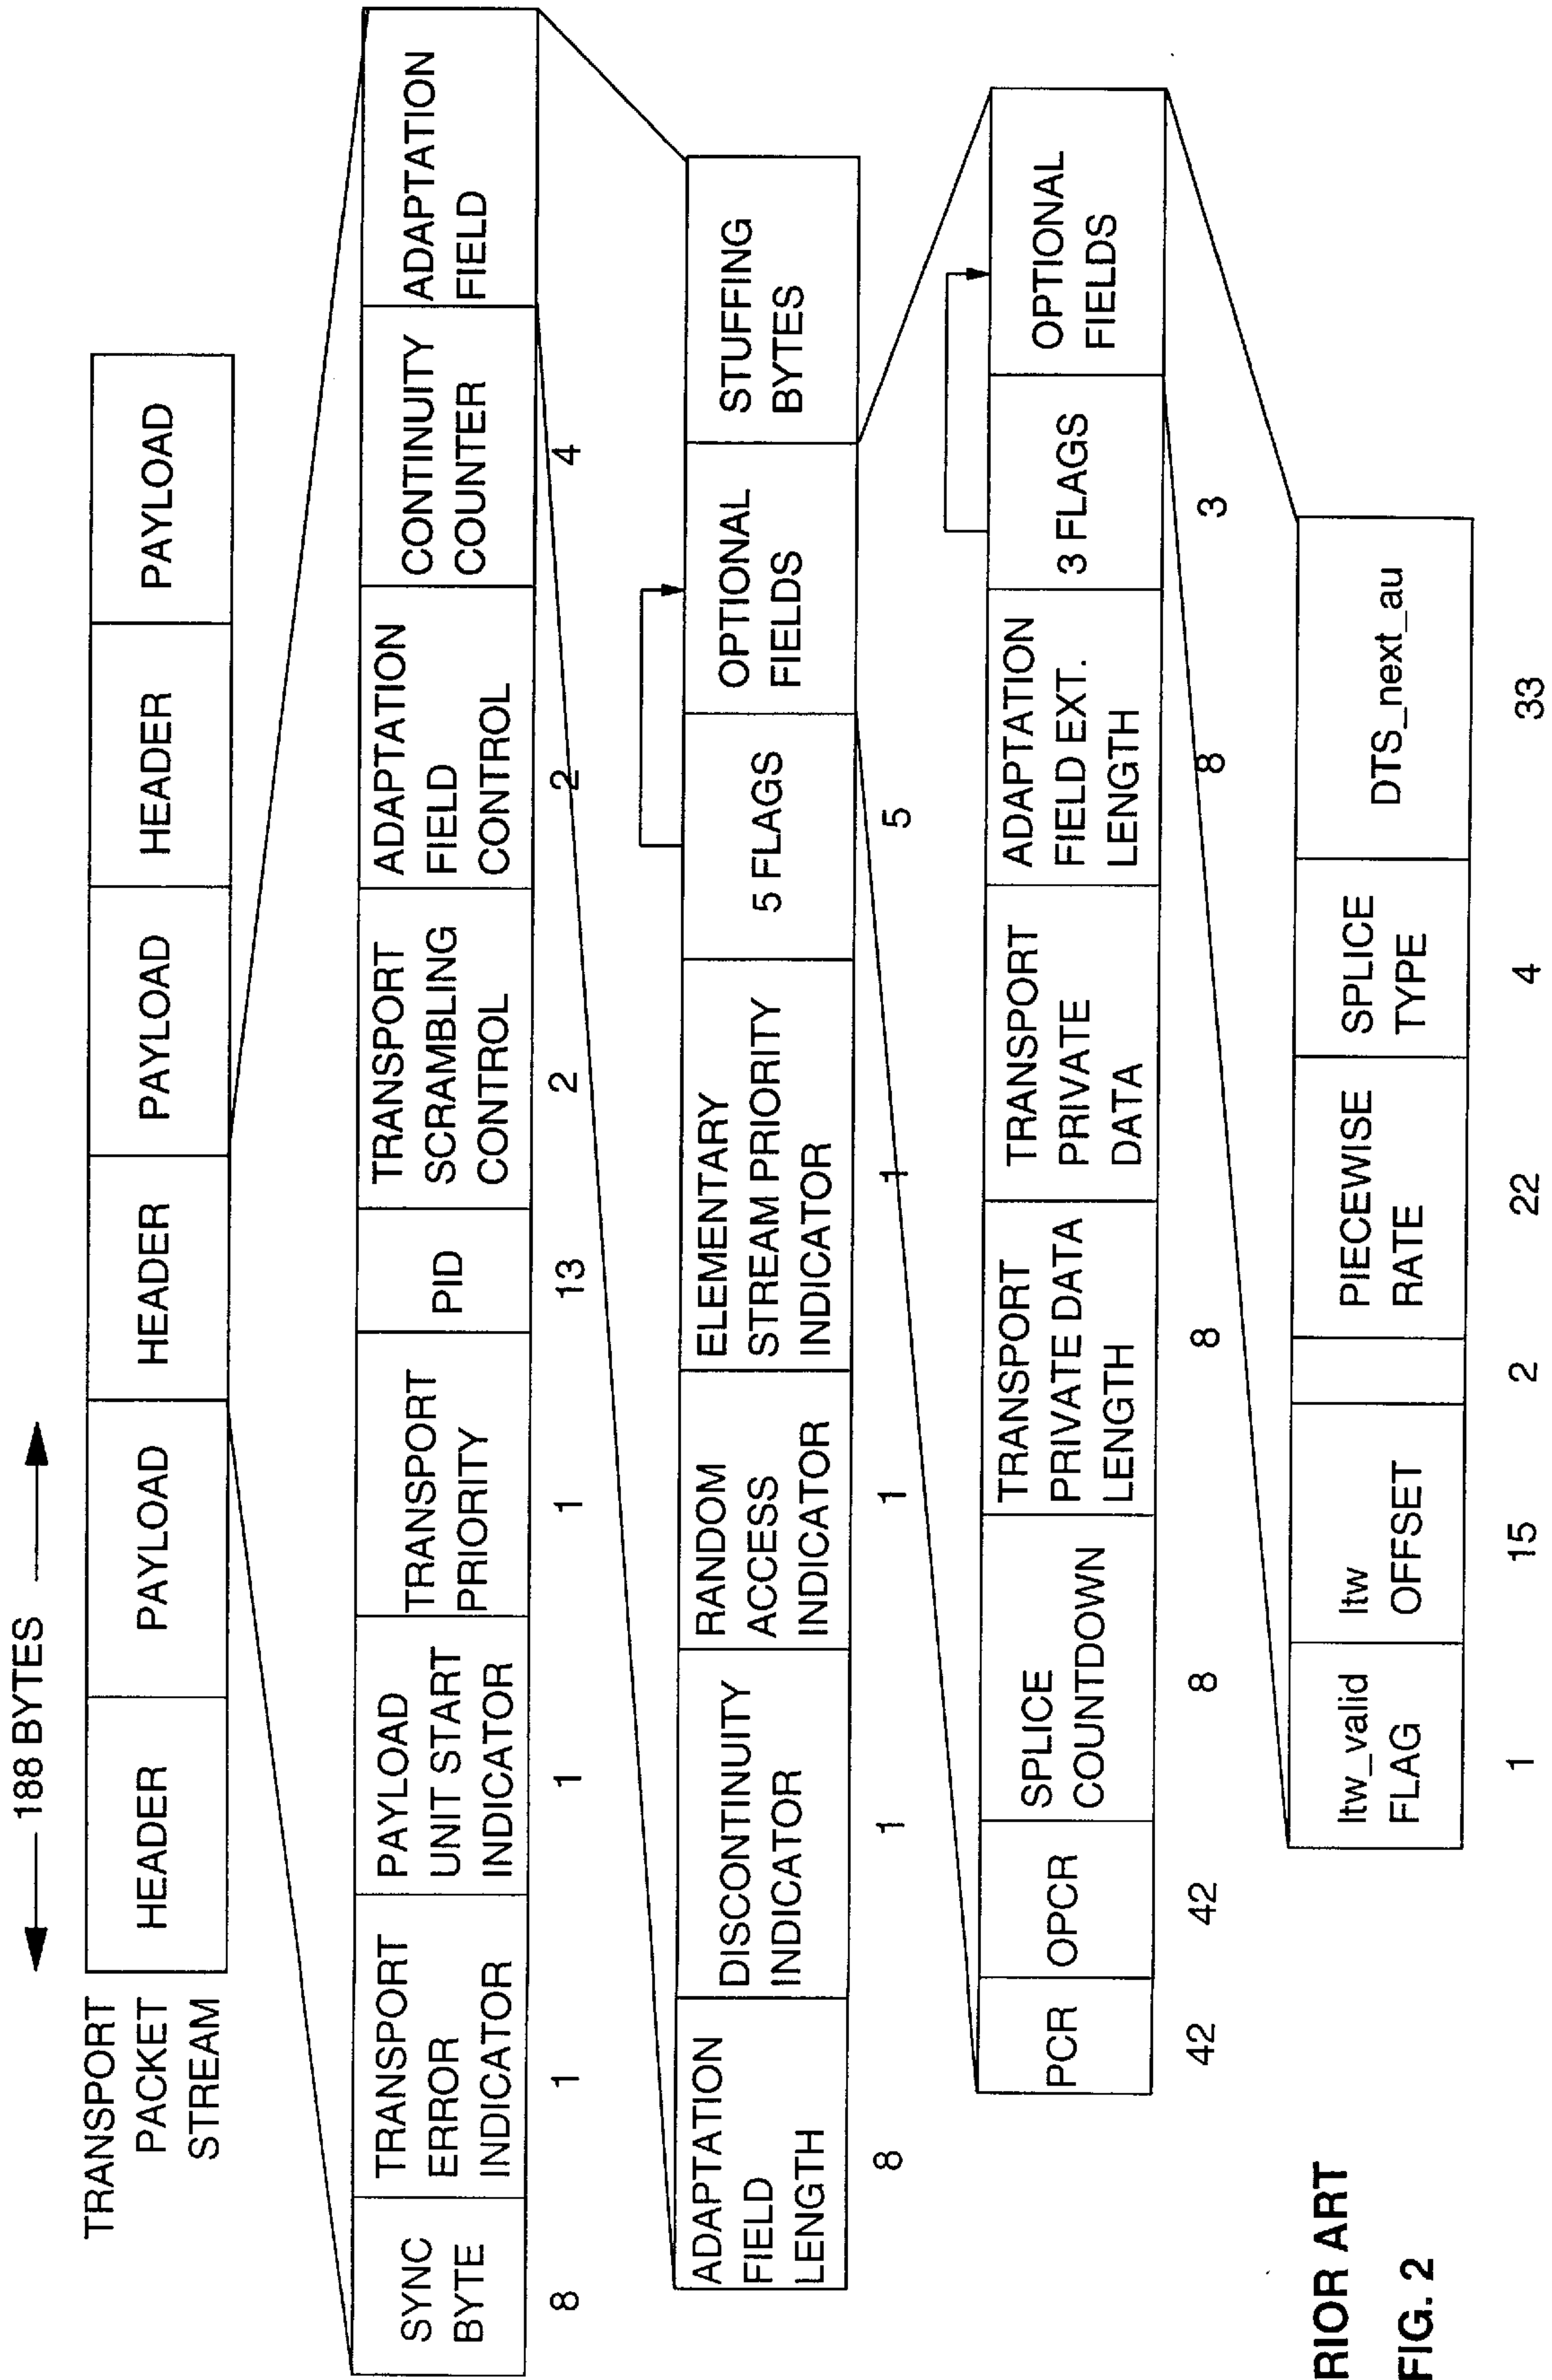 188 BYTES
TRANSPORT
PACKET
STREAM
HEADER
PAYLOAD
HEADER
PAYLOAD
HEADER
PAYLOAD
SYNC
BYTE
TRANSPORT
ERROR
INDICATOR
PAYLOAD
UNIT START
INDICATOR
TRANSPORT
PRIORITY
PID
TRANSPORT
SCRAMBLING
CONTROL
ADAPTATION
FIELD
CONTROL
CONTINUITY
COUNTER
ADAPTATION
FIELD
8
1
1
1
13
2
2
4
ADAPTATION
FIELD
LENGTH
DISCONTINUITY
INDICATOR
RANDOM
ACCESS
INDICATOR
ELEMENTARY
STREAM PRIORITY
INDICATOR
5 FLAGS
OPTIONAL
FIELDS
STUFFING
BYTES
8
1
1
1
5
PCR
OPCR
SPLICE
COUNTDOWN
TRANSPORT
PRIVATE DATA
LENGTH
TRANSPORT
PRIVATE
DATA
ADAPTATION
FIELD EXT.
LENGTH
3 FLAGS
OPTIONAL
FIELDS
42
42
8
8
8
3
ltw_valid
FLAG
ltw
OFFSET
PIECEWISE
RATE
SPLICE
TYPE
DTS_next_au
1
15
2
22
4
33
RIOR ART
FIG. 2